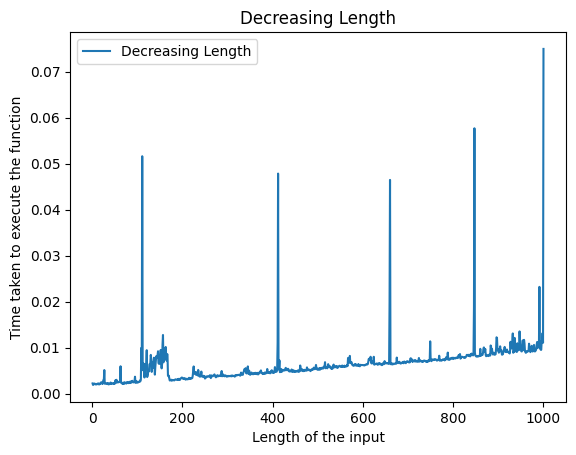 Decreasing Length
Decreasing Length
0.07
0.06
0.05
0.04
0.03
0.02
0.01
0.00
Time taken to execute the function
0 200 400 600 800 1000
Length of the input